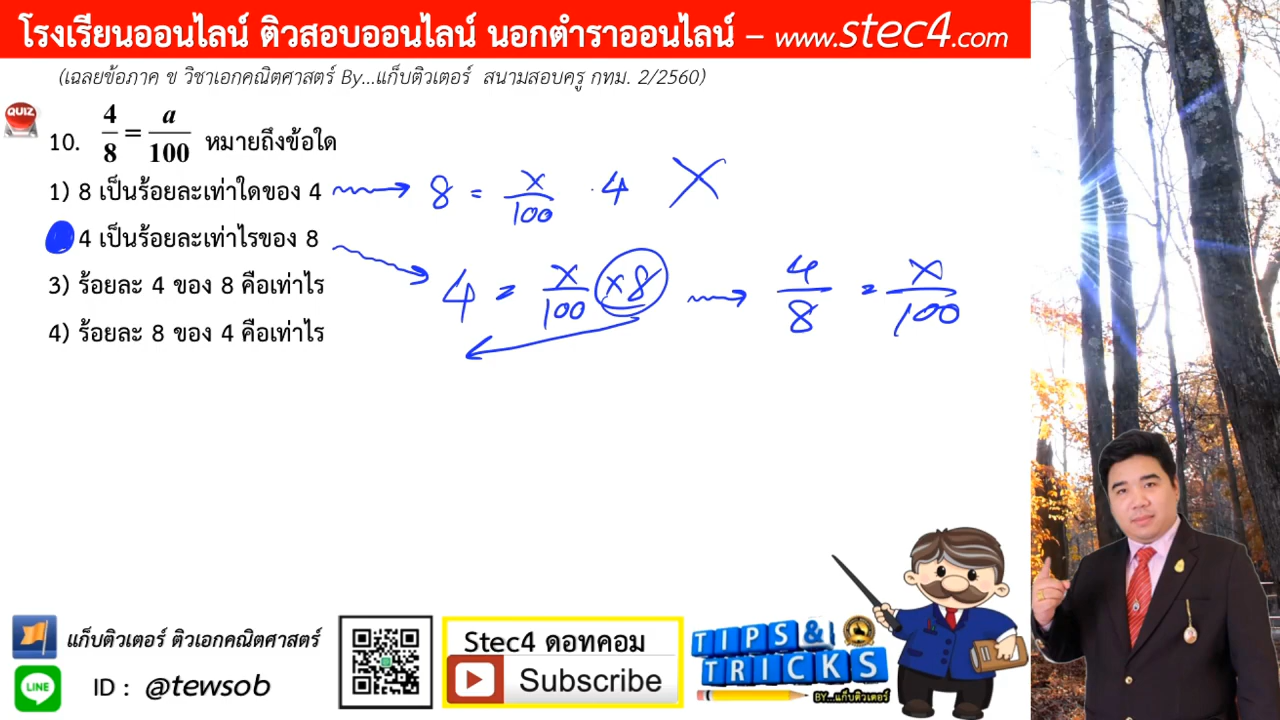 โรงเรียนออนไลน์ ติวสอบออนไลน์ นอกตำราออนไลน์ – www.stec4.com
(เฉลยข้อภาค ข วิชาเอกคณิตศาสตร์ By...แก็บติวเตอร์ สนามสอบครู กทม. 2/2560)
QUIZ
10. 4/8 = a/100 หมายถึงข้อใด
1) 8 เป็นร้อยละเท่าใดของ 4
8 = x/100 · 4 X
4 เป็นร้อยละเท่าไรของ 8
4 = x/100 × 8
4/8 = x/100
3) ร้อยละ 4 ของ 8 คือเท่าไร
4) ร้อยละ 8 ของ 4 คือเท่าไร
แก็บติวเตอร์ ติวเอกคณิตศาสตร์
LINE
ID : @tewsob
Stec4 ดอทคอม
Subscribe
TIPS &
TRICKS
BY...แก็บติวเตอร์